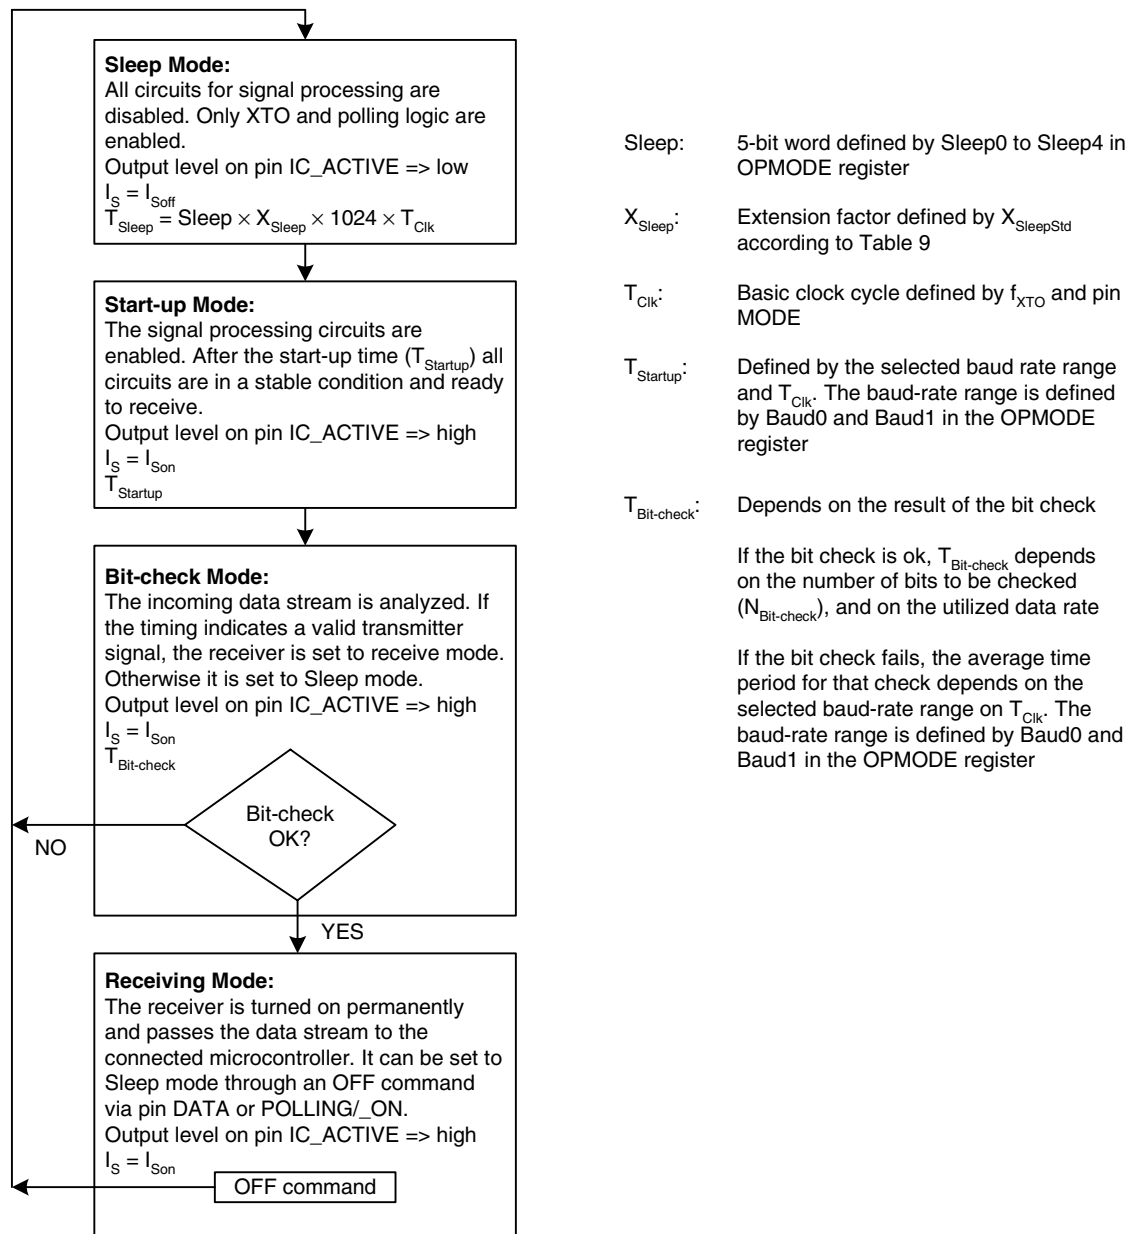 Sleep Mode:
All circuits for signal processing are
disabled. Only XTO and polling logic are
enabled.
Output level on pin IC_ACTIVE => low
I_S = I_Soff
T_Sleep = Sleep × X_Sleep × 1024 × T_Clk
Start-up Mode:
The signal processing circuits are
enabled. After the start-up time (T_Startup) all
circuits are in a stable condition and ready
to receive.
Output level on pin IC_ACTIVE => high
I_S = I_Son
T_Startup
Bit-check Mode:
The incoming data stream is analyzed. If
the timing indicates a valid transmitter
signal, the receiver is set to receive mode.
Otherwise it is set to Sleep mode.
Output level on pin IC_ACTIVE => high
I_S = I_Son
T_Bit-check
Bit-check
OK?
NO
YES
Receiving Mode:
The receiver is turned on permanently
and passes the data stream to the
connected microcontroller. It can be set to
Sleep mode through an OFF command
via pin DATA or POLLING/_ON.
Output level on pin IC_ACTIVE => high
I_S = I_Son
OFF command
Sleep: 5-bit word defined by Sleep0 to Sleep4 in
OPMODE register
X_Sleep: Extension factor defined by X_SleepStd
according to Table 9
T_Clk: Basic clock cycle defined by f_XTO and pin
MODE
T_Startup: Defined by the selected baud rate range
and T_Clk. The baud-rate range is defined
by Baud0 and Baud1 in the OPMODE
register
T_Bit-check: Depends on the result of the bit check
If the bit check is ok, T_Bit-check depends
on the number of bits to be checked
(N_Bit-check), and on the utilized data rate
If the bit check fails, the average time
period for that check depends on the
selected baud-rate range on T_Clk. The
baud-rate range is defined by Baud0 and
Baud1 in the OPMODE register